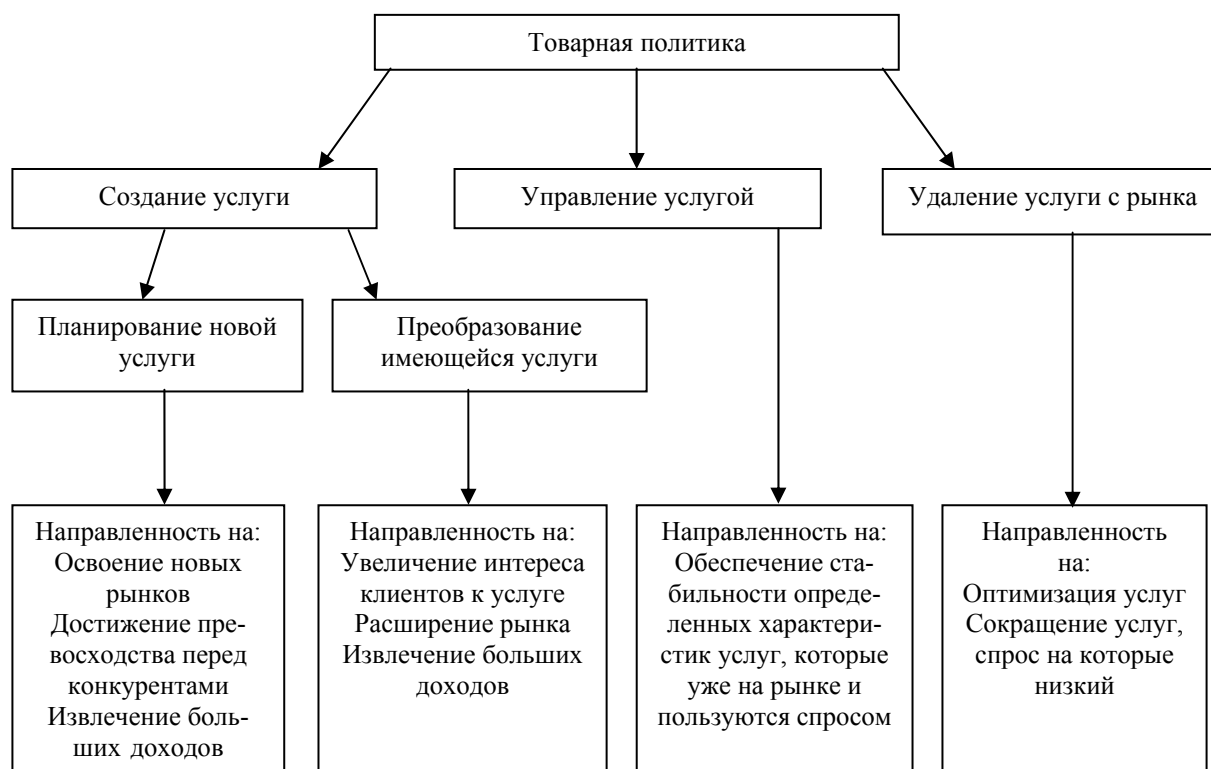 Товарная политика
Создание услуги
Управление услугой
Удаление услуги с рынка
Планирование новой
услуги
Преобразование
имеющейся услуги
Направленность на:
Освоение новых
рынков
Достижение пре-
восходства перед
конкурентами
Извлечение боль-
ших доходов
Направленность на:
Увеличение интереса
клиентов к услуге
Расширение рынка
Извлечение больших
доходов
Направленность на:
Обеспечение ста-
бильности опреде-
ленных характери-
стик услуг, которые
уже на рынке и
пользуются спросом
Направленность
на:
Оптимизация услуг
Сокращение услуг,
спрос на которые
низкий